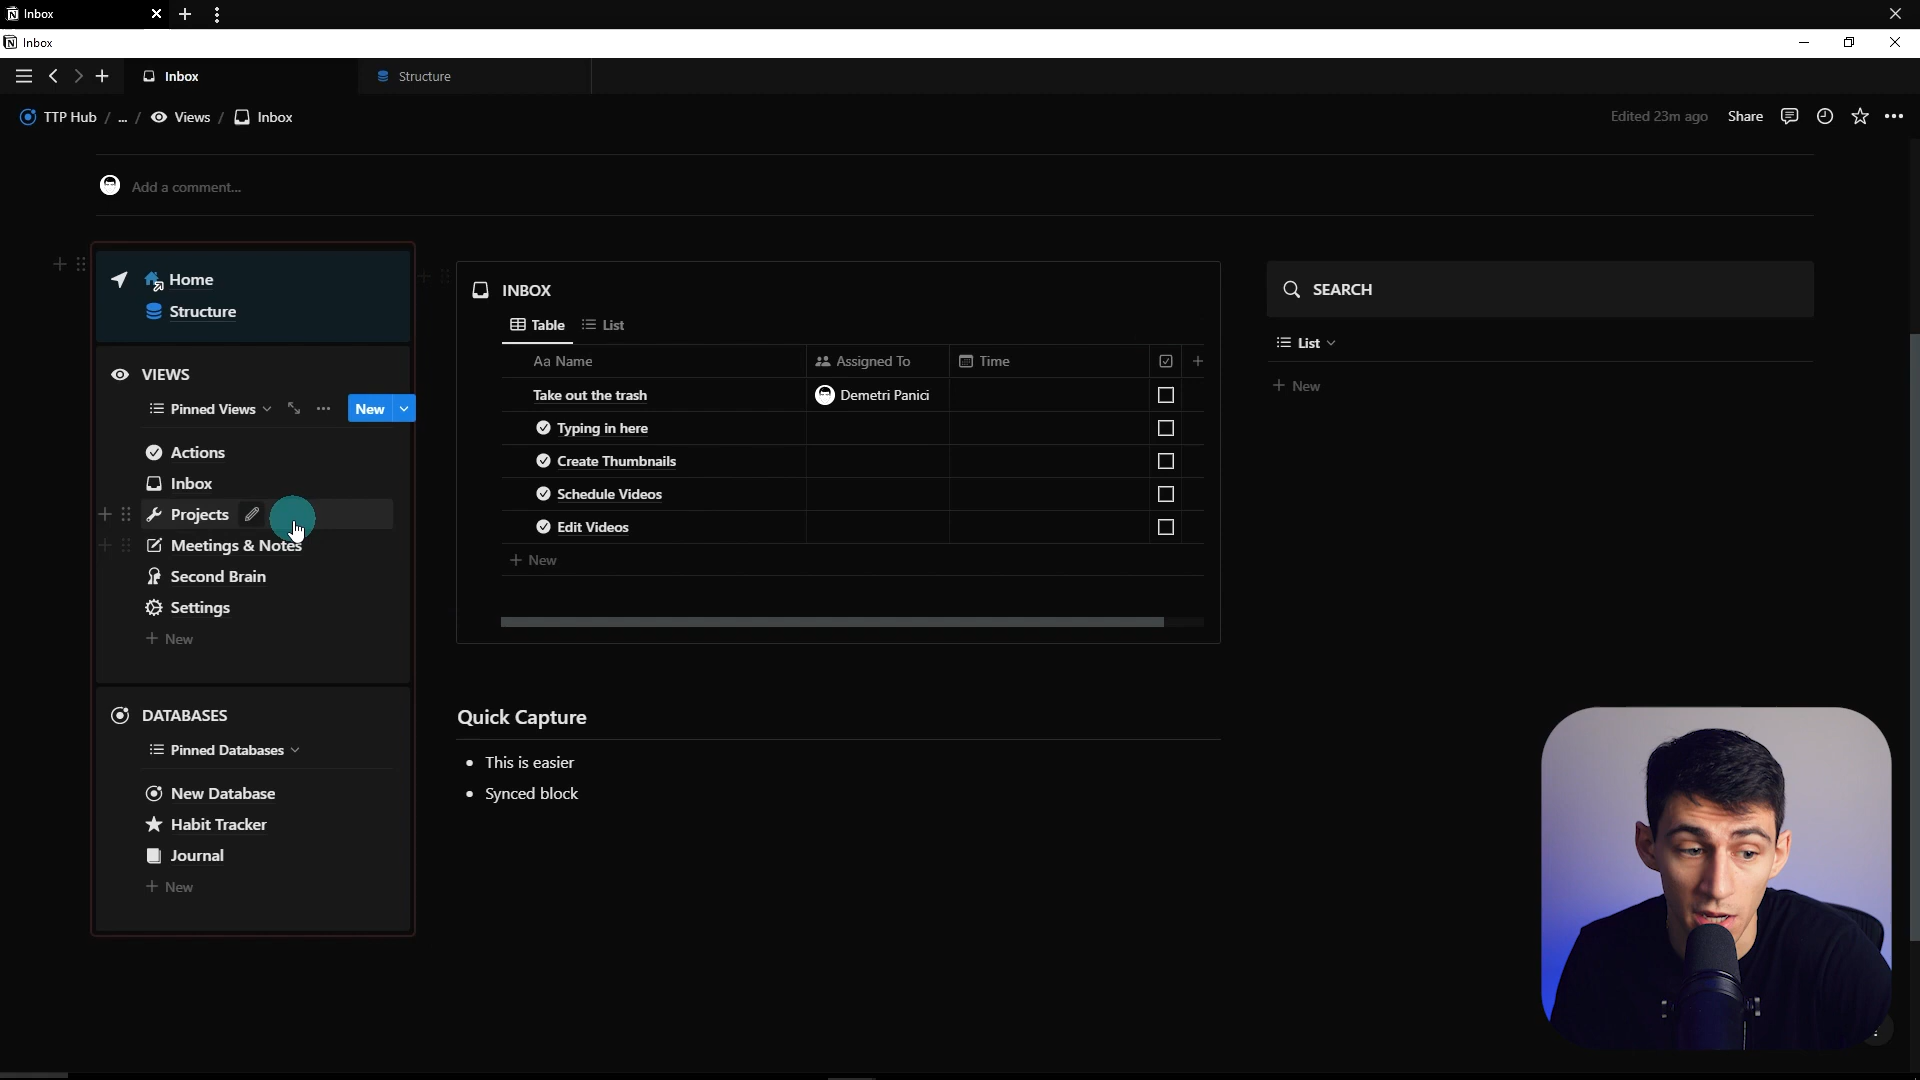 Inbox
Inbox
Inbox
Structure
TTP Hub / ... / Views / Inbox
Edited 23m ago
Share
Add a comment...
Home
Structure
VIEWS
Pinned Views
New
Actions
Inbox
Projects
Meetings & Notes
Second Brain
Settings
New
DATABASES
Pinned Databases
New Database
Habit Tracker
Journal
New
INBOX
Table
List
Aa Name
Assigned To
Time
Take out the trash
Demetri Panici
Typing in here
Create Thumbnails
Schedule Videos
Edit Videos
New
Quick Capture
• This is easier
• Synced block
SEARCH
List
New